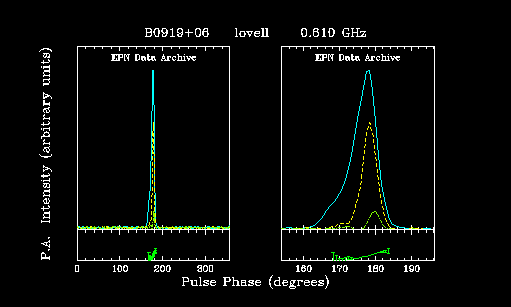 B0919+06 lovell 0.610 GHz
EPN Data Archive EPN Data Archive
P.A. Intensity (arbitrary units)
0 100 200 300 160 170 180 190
Pulse Phase (degrees)